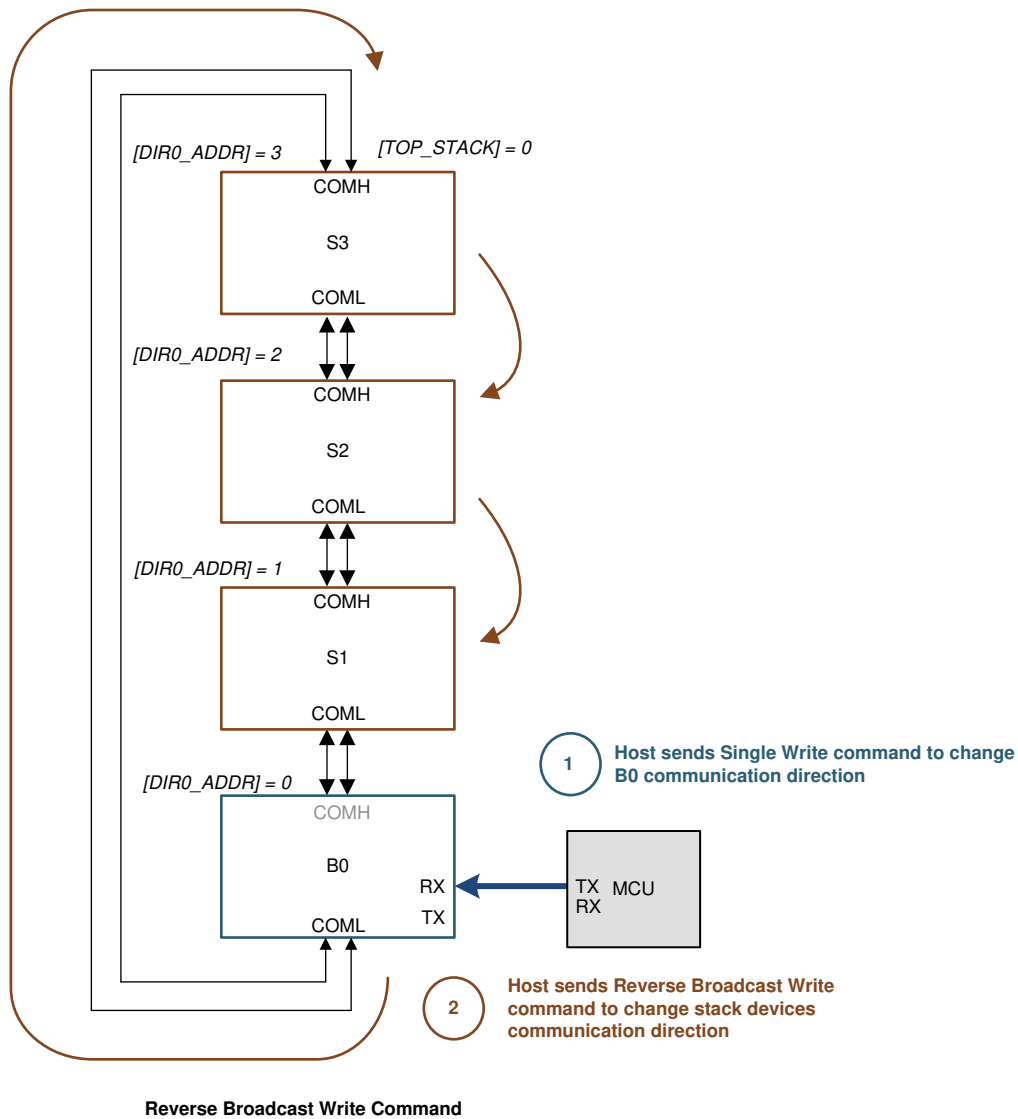 [DIR0_ADDR] = 3
[TOP_STACK] = 0
COMH
S3
COML
[DIR0_ADDR] = 2
COMH
S2
COML
[DIR0_ADDR] = 1
COMH
S1
COML
1
Host sends Single Write command to change
B0 communication direction
[DIR0_ADDR] = 0
COMH
B0
RX
TX
COML
TX
MCU
RX
2
Host sends Reverse Broadcast Write
command to change stack devices
communication direction
Reverse Broadcast Write Command